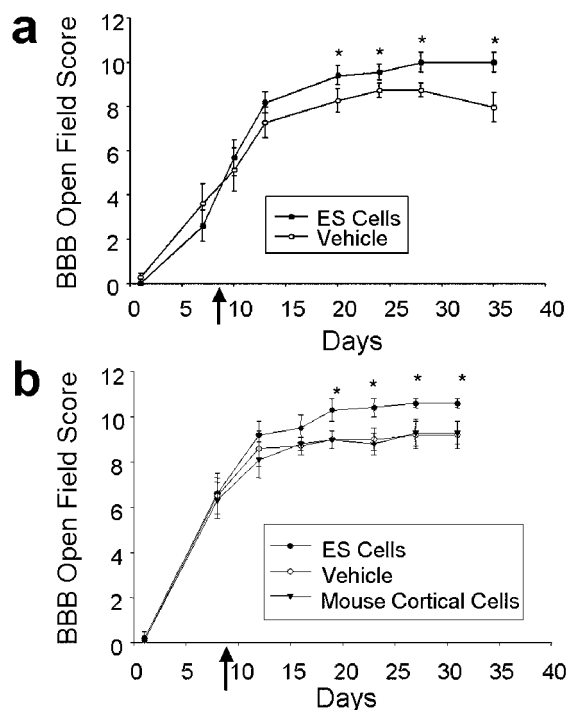 a
12
10
8
6
4
2
0
BBB Open Field Score
* * * *
ES Cells
Vehicle
0 5 10 15 20 25 30 35 40
Days
b
12
10
8
6
4
2
0
BBB Open Field Score
* * * *
ES Cells
Vehicle
Mouse Cortical Cells
0 5 10 15 20 25 30 35 40
Days